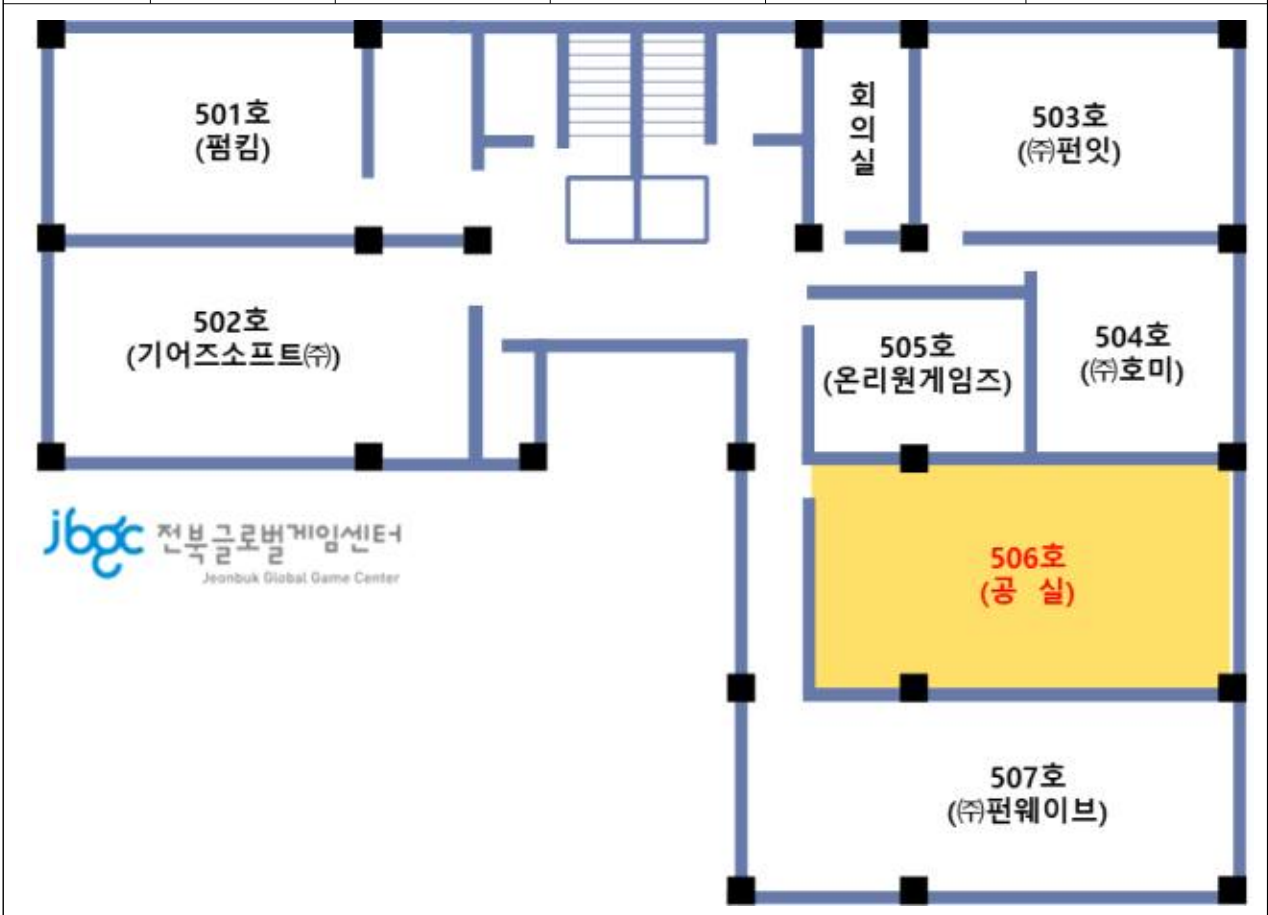 501호
(펌킴)
회
의
실
503호
(㈜펀잇)
502호
(기어즈소프트㈜)
505호
(온리원게임즈)
504호
(㈜호미)
jbgc 전북글로벌게임센터
Jeonbuk Global Game Center
506호
(공 실)
507호
(㈜펀웨이브)